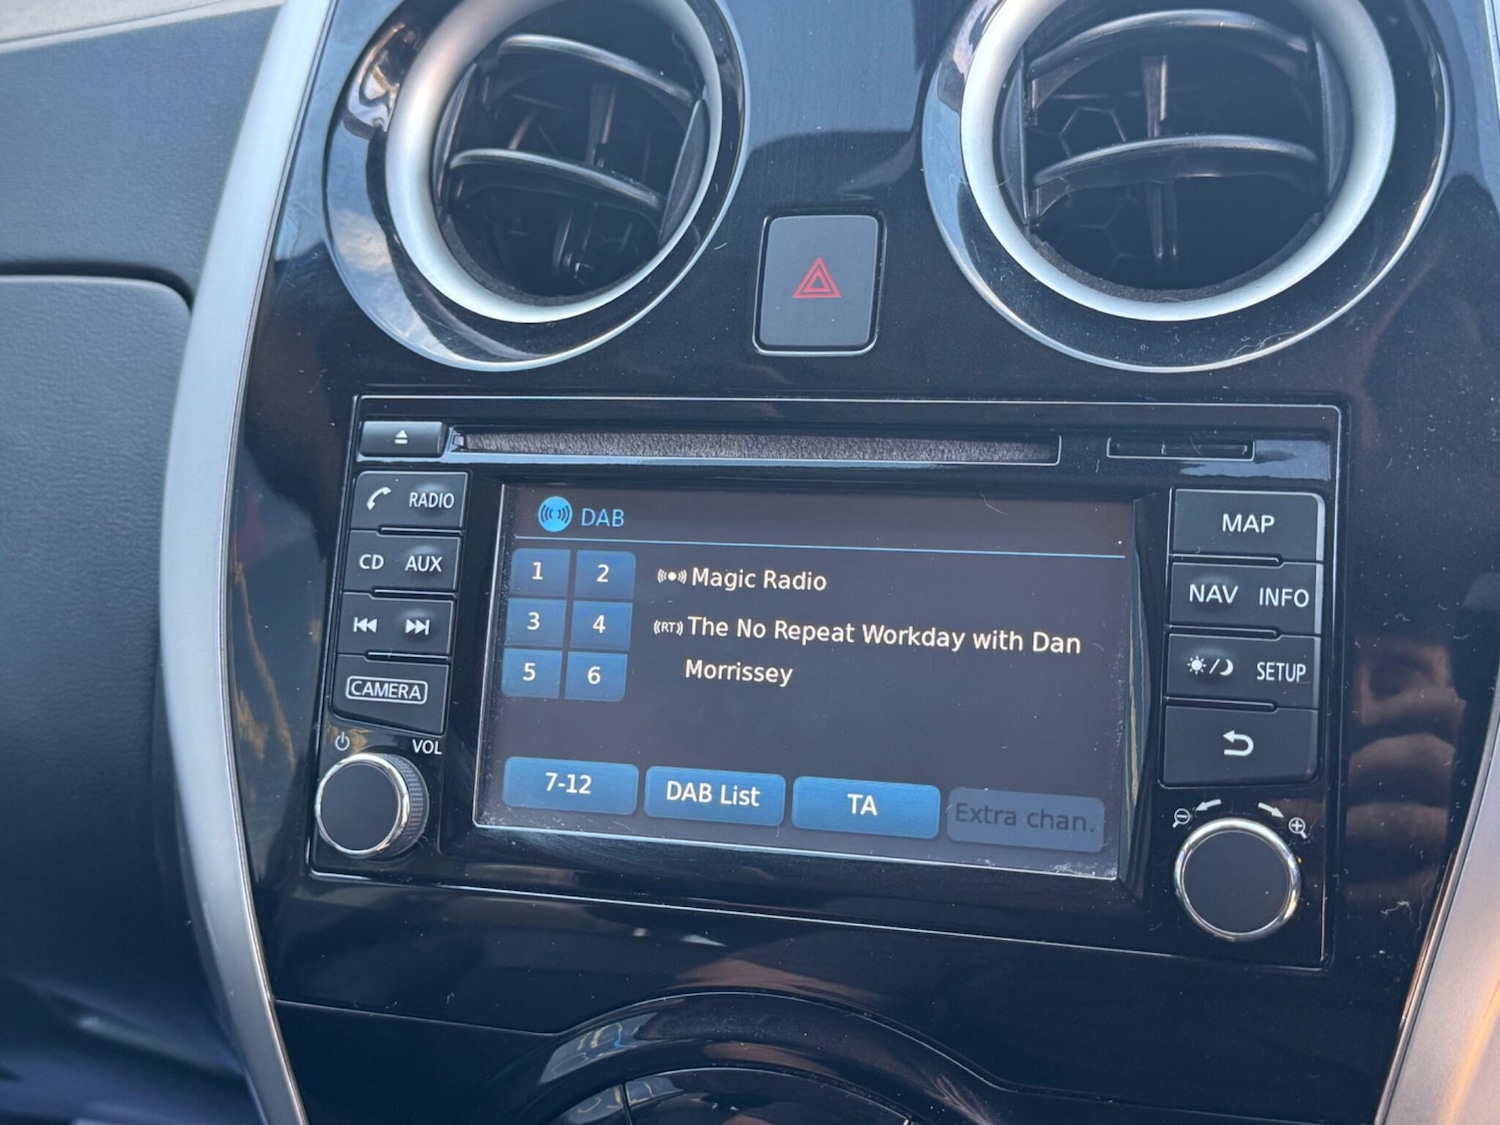 RADIO
CD AUX
CAMERA
VOL
DAB
1 2
3 4
5 6
Magic Radio
RT The No Repeat Workday with Dan
Morrissey
7-12 DAB List TA Extra chan.
MAP
NAV INFO
SETUP